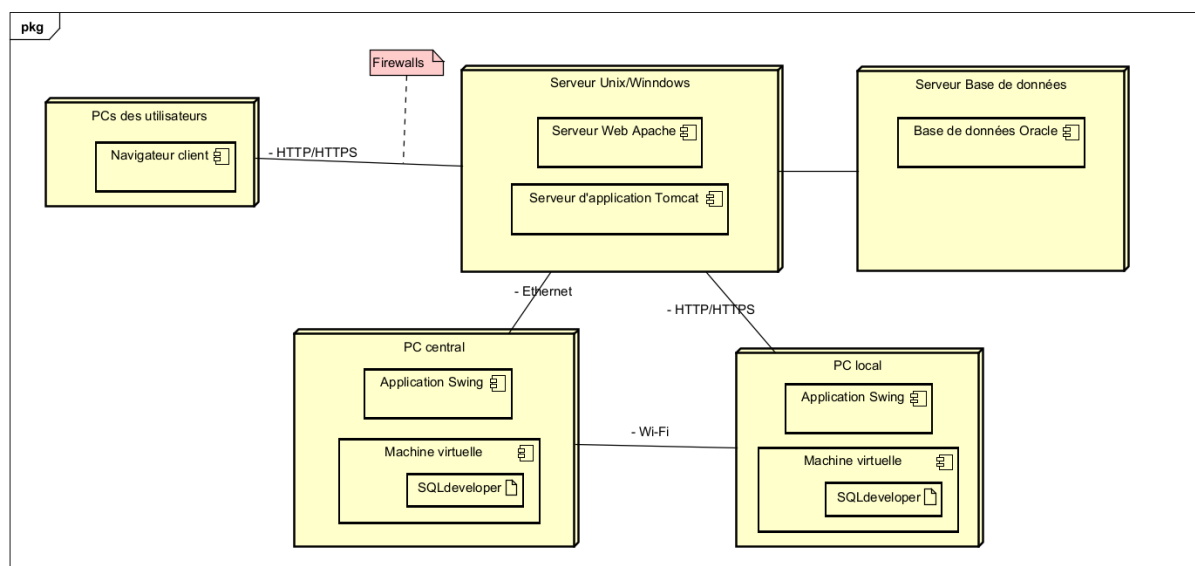 pkg
Firewalls
PCs des utilisateurs
Navigateur client
- HTTP/HTTPS
Serveur Unix/Winndows
Serveur Web Apache
Serveur d'application Tomcat
Serveur Base de données
Base de données Oracle
- Ethernet
- HTTP/HTTPS
PC central
Application Swing
Machine virtuelle
SQLdeveloper
- Wi-Fi
PC local
Application Swing
Machine virtuelle
SQLdeveloper